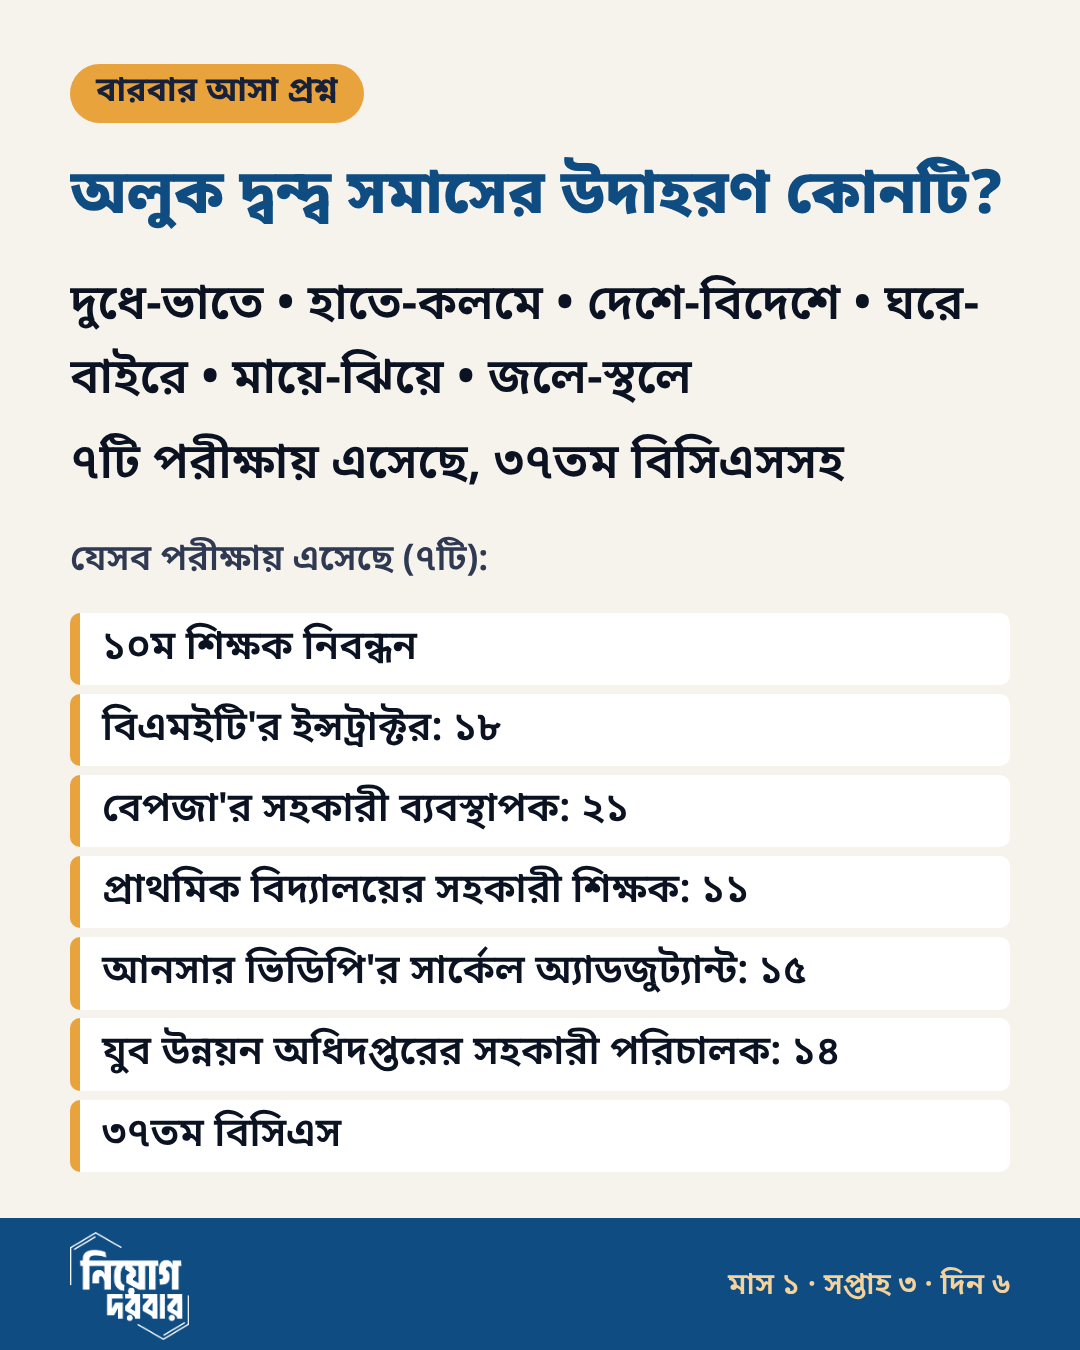 বারবার আসা প্রশ্ন
অলুক দ্বন্দ্ব সমাসের উদাহরণ কোনটি?
দুধে-ভাতে • হাতে-কলমে • দেশে-বিদেশে • ঘরে-
বাইরে • মায়ে-ঝিয়ে • জলে-স্থলে
৭টি পরীক্ষায় এসেছে, ৩৭তম বিসিএসসহ
যেসব পরীক্ষায় এসেছে (৭টি):
১০ম শিক্ষক নিবন্ধন
বিএমইটি'র ইন্সট্রাক্টর: ১৮
বেপজা'র সহকারী ব্যবস্থাপক: ২১
প্রাথমিক বিদ্যালয়ের সহকারী শিক্ষক: ১১
আনসার ভিডিপি'র সার্কেল অ্যাডজুট্যান্ট: ১৫
যুব উন্নয়ন অধিদপ্তরের সহকারী পরিচালক: ১৪
৩৭তম বিসিএস
নিয়োগ
দরবার
মাস ১ · সপ্তাহ ৩ · দিন ৬